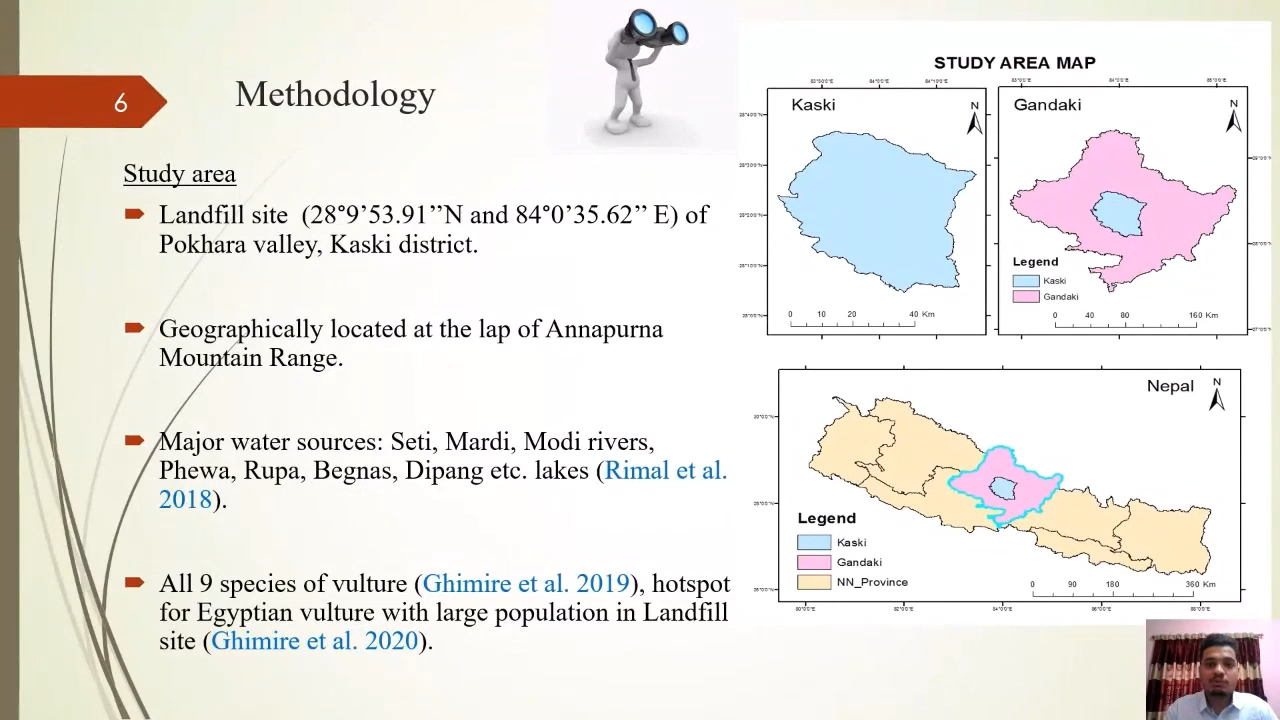 6
Methodology
Study area
Landfill site (28°9’53.91’’N and 84°0’35.62’’ E) of
Pokhara valley, Kaski district.
Geographically located at the lap of Annapurna
Mountain Range.
Major water sources: Seti, Mardi, Modi rivers,
Phewa, Rupa, Begnas, Dipang etc. lakes (Rimal et al.
2018).
All 9 species of vulture (Ghimire et al. 2019), hotspot
for Egyptian vulture with large population in Landfill
site (Ghimire et al. 2020).
STUDY AREA MAP
Kaski
N
0 10 20 40 Km
Gandaki
N
Legend
Kaski
Gandaki
0 40 80 160 Km
Nepal
N
Legend
Kaski
Gandaki
NN_Province
0 90 180 360 Km